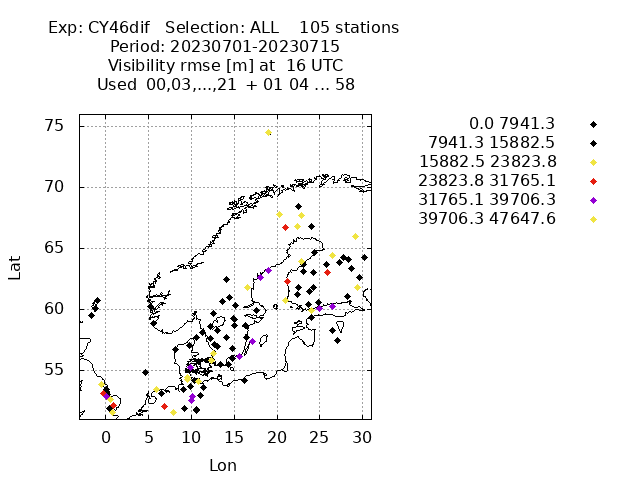 Exp: CY46dif   Selection: ALL    105 stations
Period: 20230701-20230715
Visibility rmse [m] at  16 UTC
Used  00,03,...,21  + 01 04 ... 58
0.0 7941.3
7941.3 15882.5
15882.5 23823.8
23823.8 31765.1
31765.1 39706.3
39706.3 47647.6
75
70
65
60
55
Lat
0 5 10 15 20 25 30
Lon